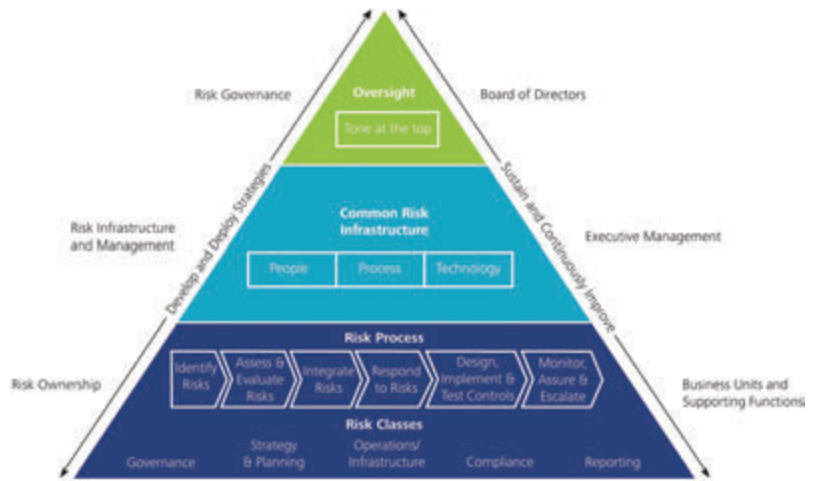 Risk Governance
Oversight
Board of Directors
Tone at the top
Develop and Deploy Strategies
Sustain and Continuously Improve
Risk Infrastructure
and Management
Common Risk
Infrastructure
Executive Management
People
Process
Technology
Risk Process
Risk Ownership
Identify
Risks
Assess &
Evaluate
Risks
Integrate
Risks
Respond
to Risks
Design,
Implement &
Test Controls
Monitor,
Assure &
Escalate
Business Units and
Supporting Functions
Risk Classes
Governance
Strategy
& Planning
Operations/
Infrastructure
Compliance
Reporting